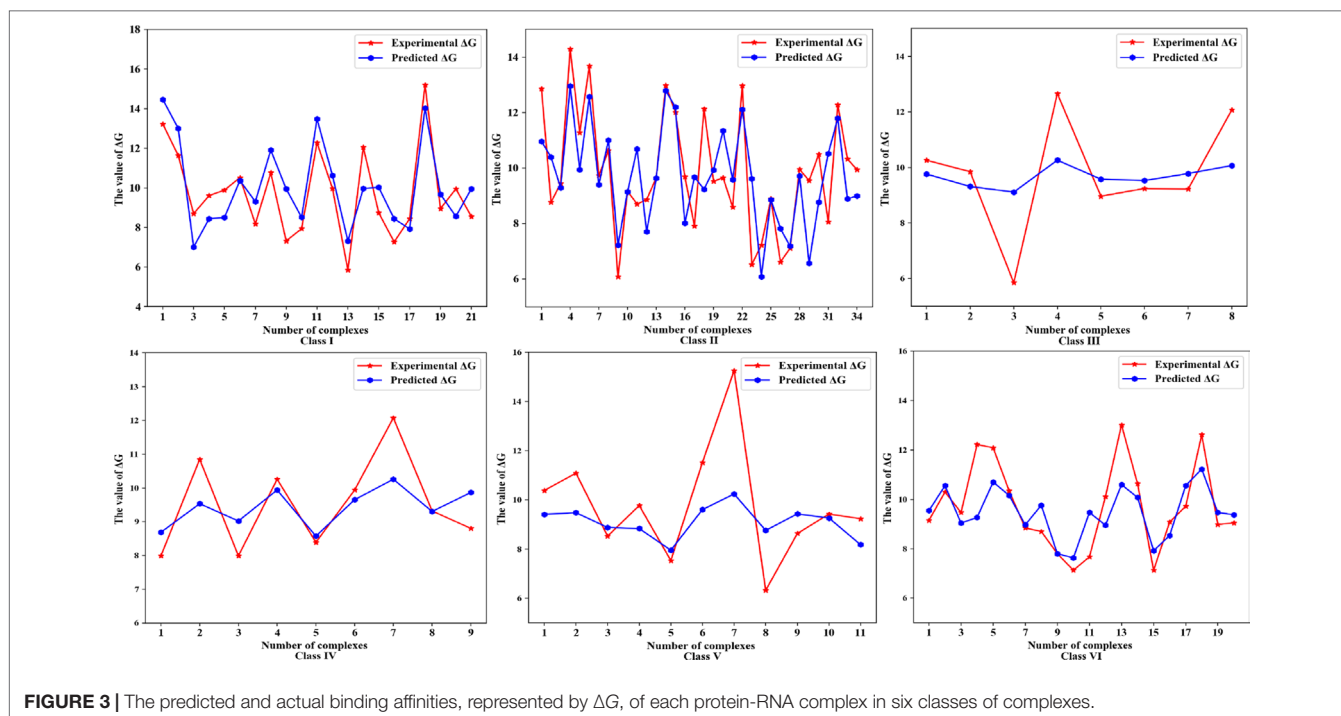 18
16
14
12
10
8
6
4
The value of ΔG
Experimental ΔG
Predicted ΔG
1 3 5 7 9 11 13 15 17 19 21
Number of complexes
Class I
14
12
10
8
6
The value of ΔG
Experimental ΔG
Predicted ΔG
1 4 7 10 13 16 19 22 25 28 31 34
Number of complexes
Class II
14
12
10
8
6
The value of ΔG
Experimental ΔG
Predicted ΔG
1 2 3 4 5 6 7 8
Number of complexes
Class III
14
13
12
11
10
9
8
7
6
The value of ΔG
Experimental ΔG
Predicted ΔG
1 2 3 4 5 6 7 8 9
Number of complexes
Class IV
16
14
12
10
8
6
The value of ΔG
Experimental ΔG
Predicted ΔG
1 2 3 4 5 6 7 8 9 10 11
Number of complexes
Class V
16
14
12
10
8
6
The value of ΔG
Experimental ΔG
Predicted ΔG
1 3 5 7 9 11 13 15 17 19
Number of complexes
Class VI
FIGURE 3 | The predicted and actual binding affinities, represented by ΔG, of each protein-RNA complex in six classes of complexes.